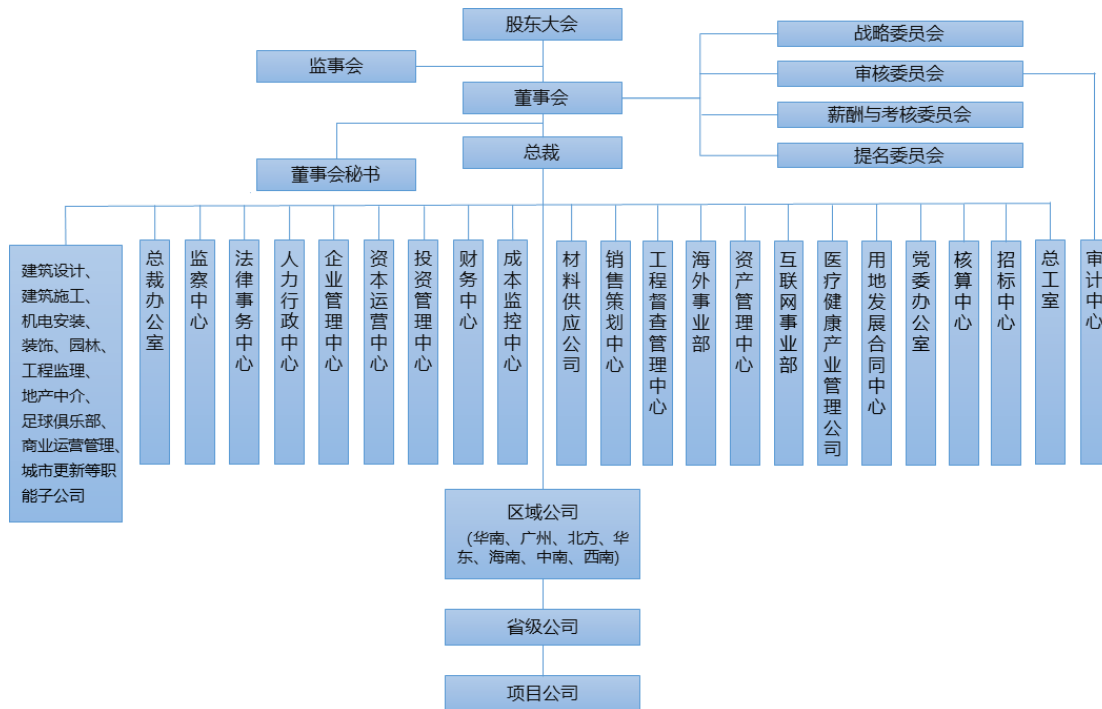 股东大会
监事会
董事会
董事会秘书
总裁
战略委员会
审核委员会
薪酬与考核委员会
提名委员会
建筑设计、
建筑施工、
机电安装、
装饰、园林、
工程监理、
地产中介、
足球俱乐部、
商业运营管理、
城市更新等职
能子公司
总裁办公室
监察中心
法律事务中心
人力行政中心
企业管理中心
资本运营中心
投资管理中心
财务中心
成本监控中心
材料供应公司
销售策划中心
工程督查管理中心
海外事业部
资产管理中心
互联网事业部
医疗健康产业管理公司
用地发展合同中心
党委办公室
核算中心
招标中心
总工室
审计中心
区域公司
（华南、广州、北方、华
东、海南、中南、西南）
省级公司
项目公司